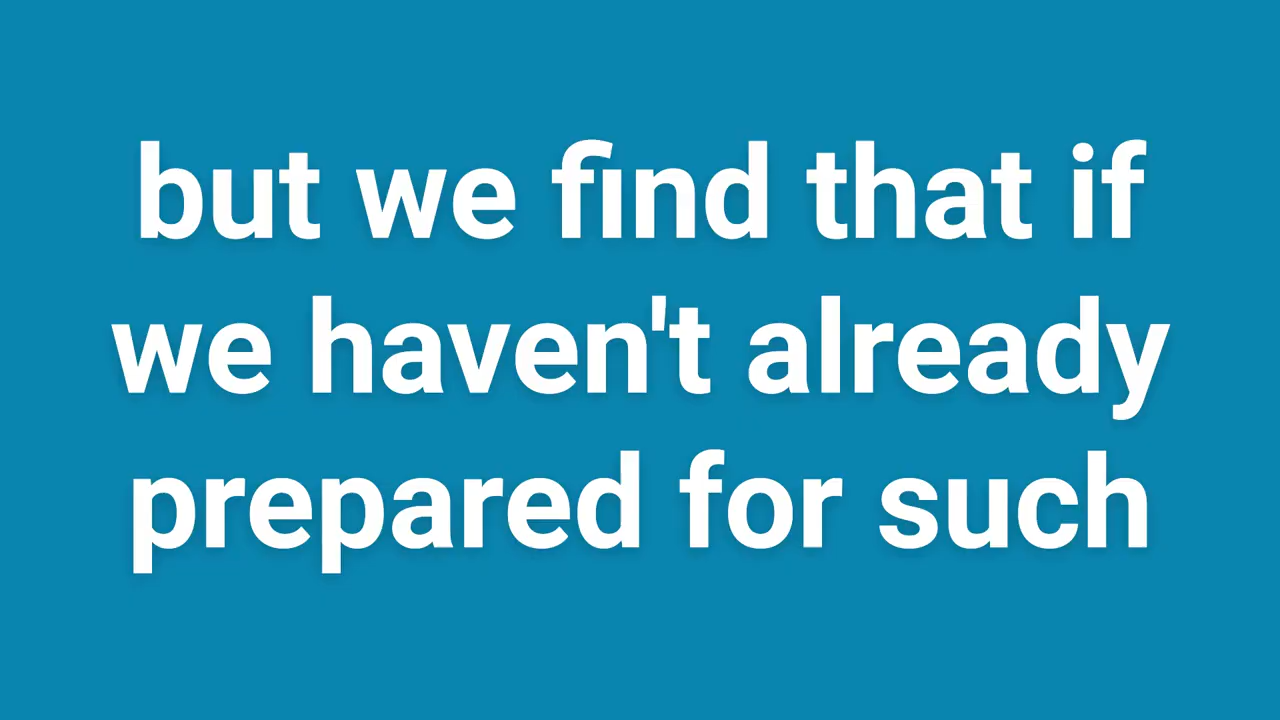 but we find that if
we haven't already
prepared for such